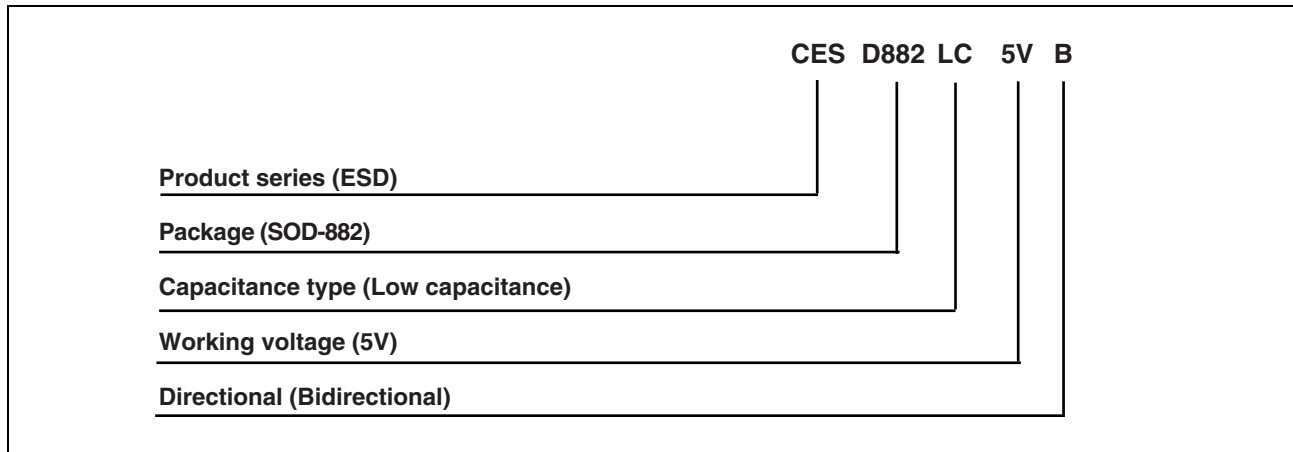 CES D882 LC 5V B
Product series (ESD)
Package (SOD-882)
Capacitance type (Low capacitance)
Working voltage (5V)
Directional (Bidirectional)